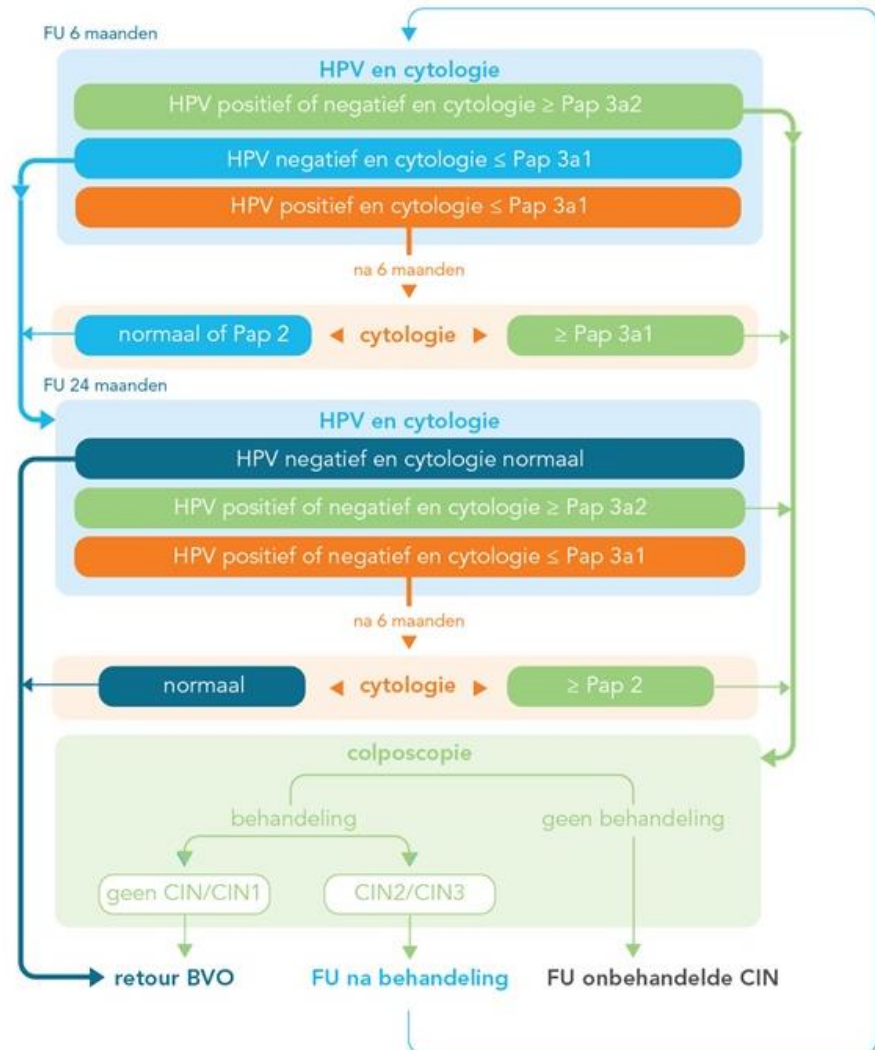 FU 6 maanden
HPV en cytologie
HPV positief of negatief en cytologie ≥ Pap 3a2
HPV negatief en cytologie ≤ Pap 3a1
HPV positief en cytologie ≤ Pap 3a1
na 6 maanden
normaal of Pap 2 cytologie ≥ Pap 3a1
FU 24 maanden
HPV en cytologie
HPV negatief en cytologie normaal
HPV positief of negatief en cytologie ≥ Pap 3a2
HPV positief of negatief en cytologie ≤ Pap 3a1
na 6 maanden
normaal cytologie ≥ Pap 2
colposcopie
behandeling geen behandeling
geen CIN/CIN1 CIN2/CIN3
retour BVO FU na behandeling FU onbehandelde CIN